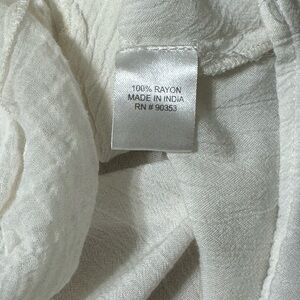 100% RAYON
MADE IN INDIA
RN # 90353